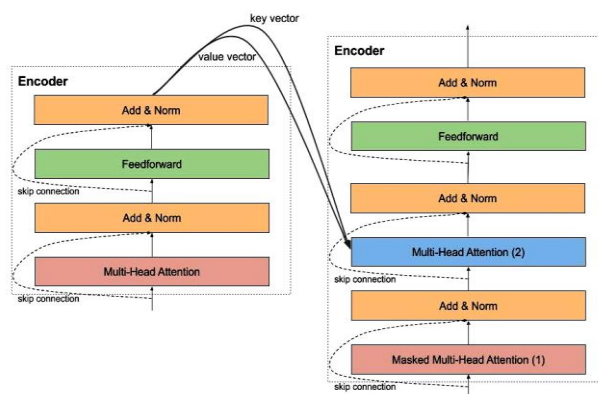 key vector
value vector
Encoder
Add & Norm
Feedforward
skip connection
Add & Norm
Multi-Head Attention
skip connection
Encoder
Add & Norm
Feedforward
skip connection
Add & Norm
Multi-Head Attention (2)
skip connection
Add & Norm
Masked Multi-Head Attention (1)
skip connection